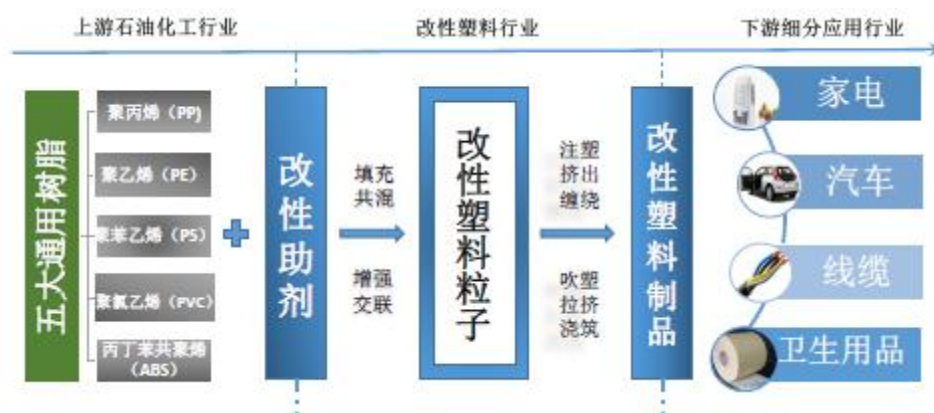 上游石油化工行业
改性塑料行业
下游细分应用行业
五大通用树脂
聚丙烯（PP)
聚乙烯（PE）
聚苯乙烯（PS）
聚氯乙烯（PVC）
丙丁苯共聚烯
（ABS）
改性助剂
填充
共混
增强
交联
改性塑料粒子
注塑
挤出
缠绕
吹塑
拉挤
浇筑
改性塑料制品
家电
汽车
线缆
卫生用品